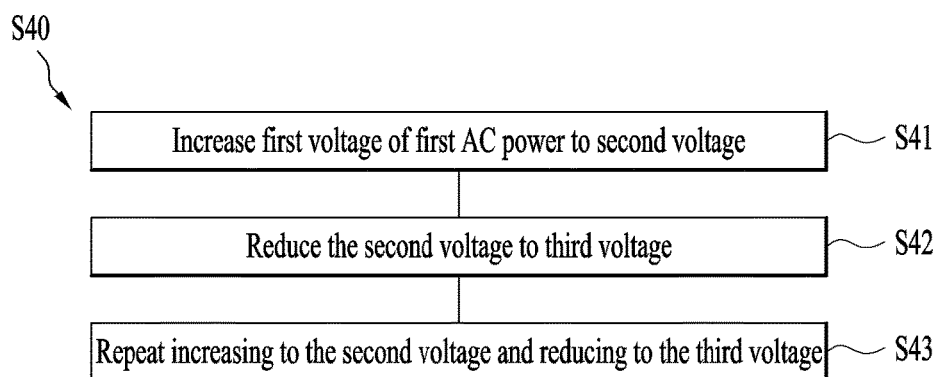 S40
Increase first voltage of first AC power to second voltage
S41
Reduce the second voltage to third voltage
S42
Repeat increasing to the second voltage and reducing to the third voltage
S43